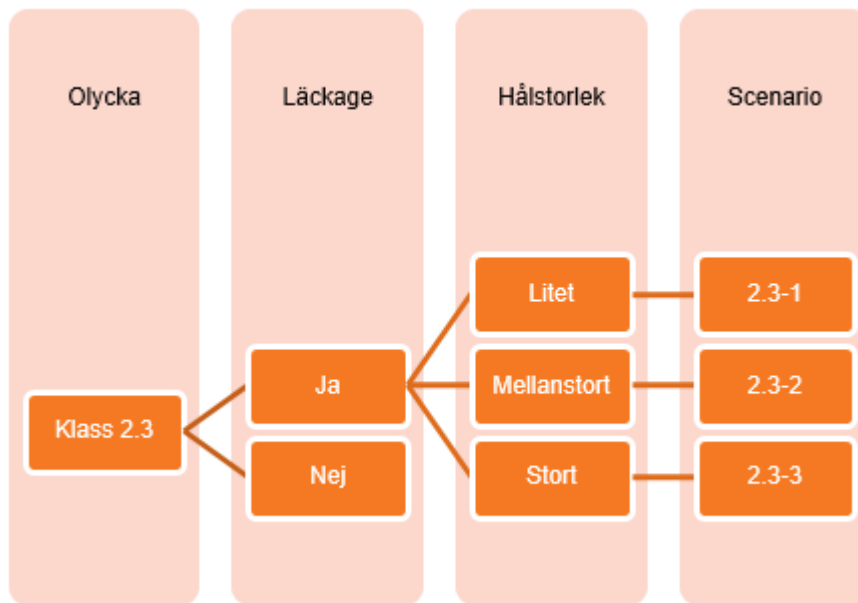 Olycka
Läckage
Hålstorlek
Scenario
Litet
2.3-1
Ja
Mellanstort
2.3-2
Klass 2.3
Nej
Stort
2.3-3